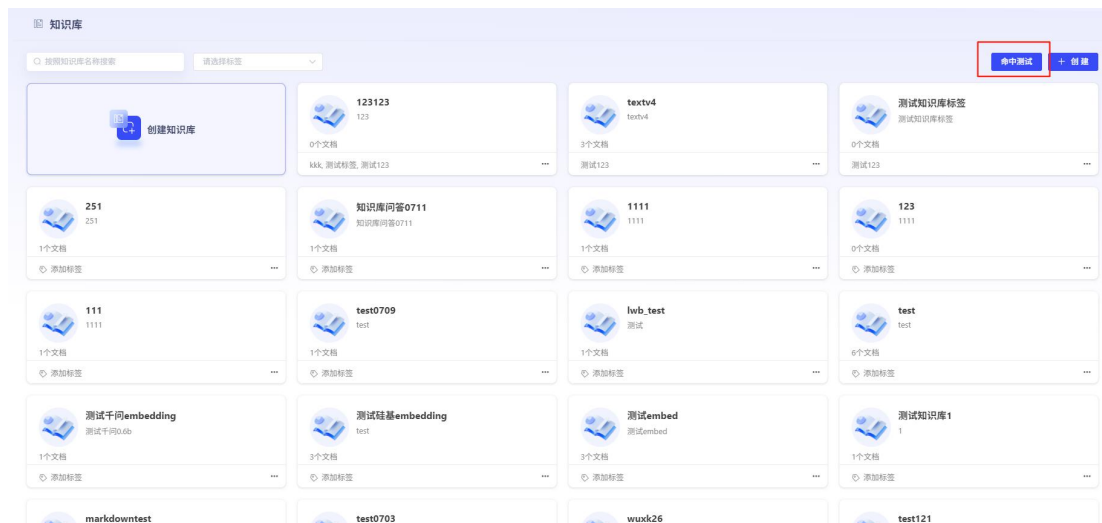 知识库
按照知识库名称搜索
请选择标签
命中测试
+ 创建
创建知识库
123123
123
0个文档
kkk, 测试标签, 测试123
textv4
textv4
3个文档
测试123
测试知识库标签
测试知识库标签
0个文档
测试123
251
251
1个文档
添加标签
知识库问答0711
知识库问答0711
1个文档
添加标签
1111
1111
1个文档
添加标签
123
1111
0个文档
添加标签
111
1111
1个文档
添加标签
test0709
test
1个文档
添加标签
lwb_test
测试
1个文档
添加标签
test
test
6个文档
添加标签
测试千问embedding
测试千问0.6b
1个文档
添加标签
测试硅基embedding
test
3个文档
添加标签
测试embed
测试embed
3个文档
添加标签
测试知识库1
1
1个文档
添加标签
markdowntest
test0703
wuxk26
test121